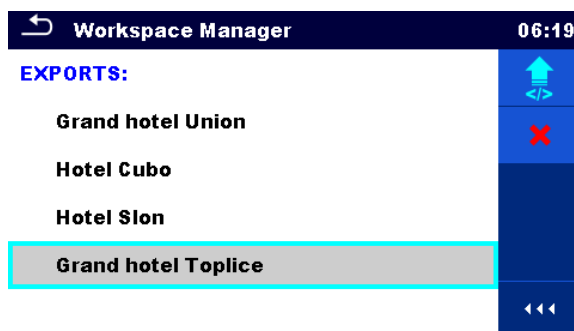 Workspace Manager 06:19
EXPORTS:
</>
Grand hotel Union
Hotel Cubo
Hotel Slon
Grand hotel Toplice